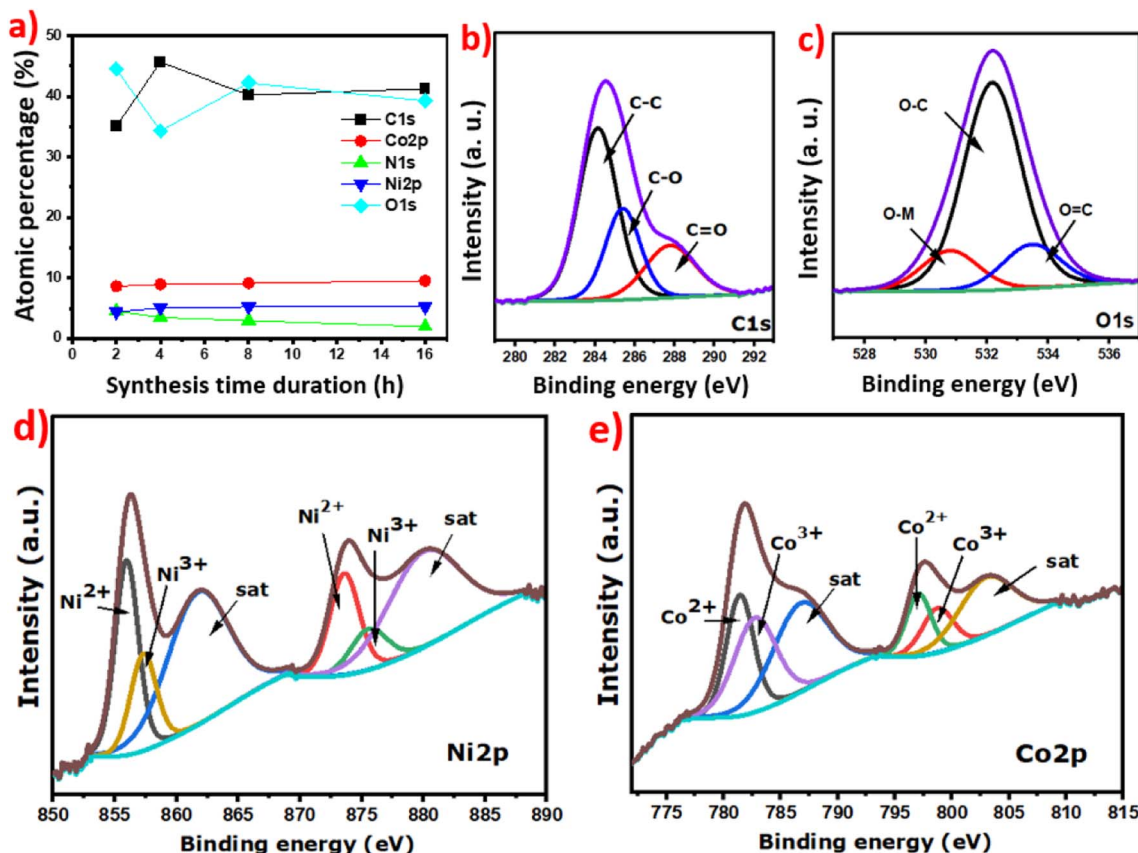 a)
50
40
30
20
10
0
Atomic percentage (%)
C1s
Co2p
N1s
Ni2p
O1s
0 2 4 6 8 10 12 14 16
Synthesis time duration (h)
b)
Intensity (a. u.)
C-C
C-O
C=O
C1s
280 282 284 286 288 290 292
Binding energy (eV)
c)
Intensity (a. u.)
O-C
O-M
O=C
O1s
528 530 532 534 536
Binding energy (eV)
d)
Intensity (a.u.)
Ni2+
Ni3+
sat
Ni2+
Ni3+
sat
Ni2p
850 855 860 865 870 875 880 885 890
Binding energy (eV)
e)
Intensity (a.u.)
Co2+
Co3+
sat
Co2+
Co3+
sat
Co2p
775 780 785 790 795 800 805 810 815
Binding energy (eV)